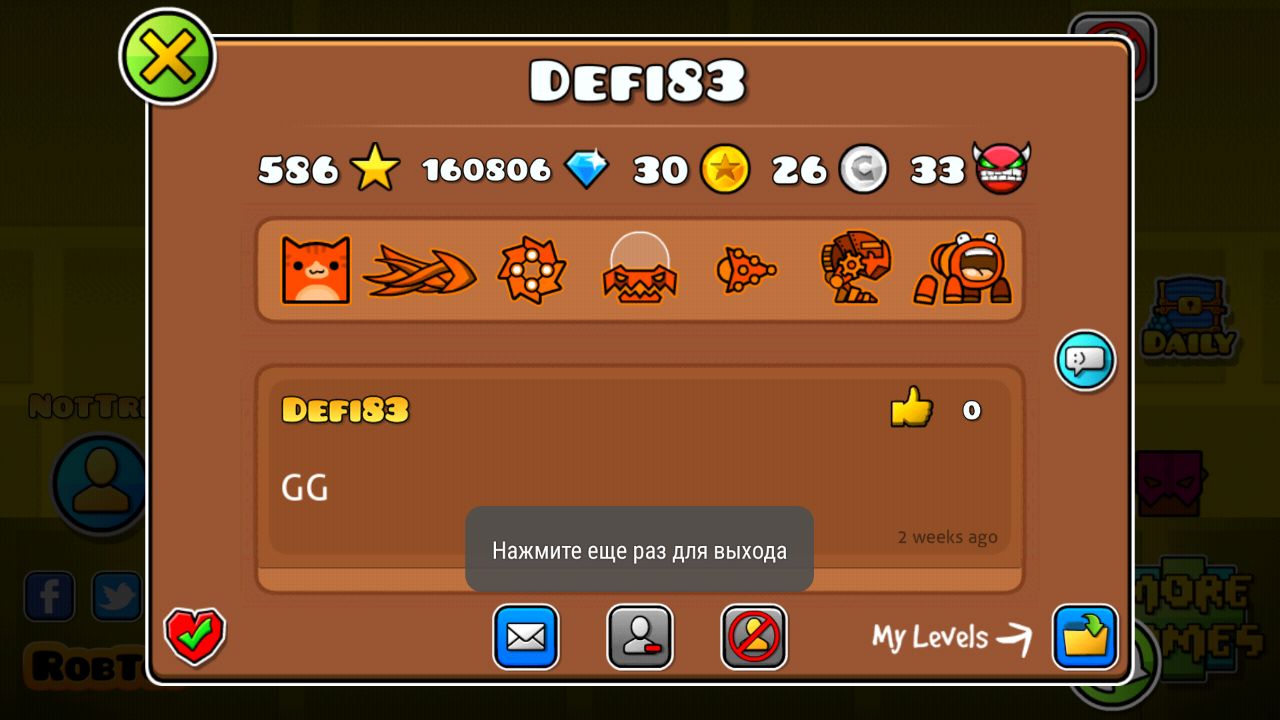 Defi83
586 160806 30 26 33
Defi83
0
GG
2 weeks ago
Нажмите еще раз для выхода
My Levels
DAILY